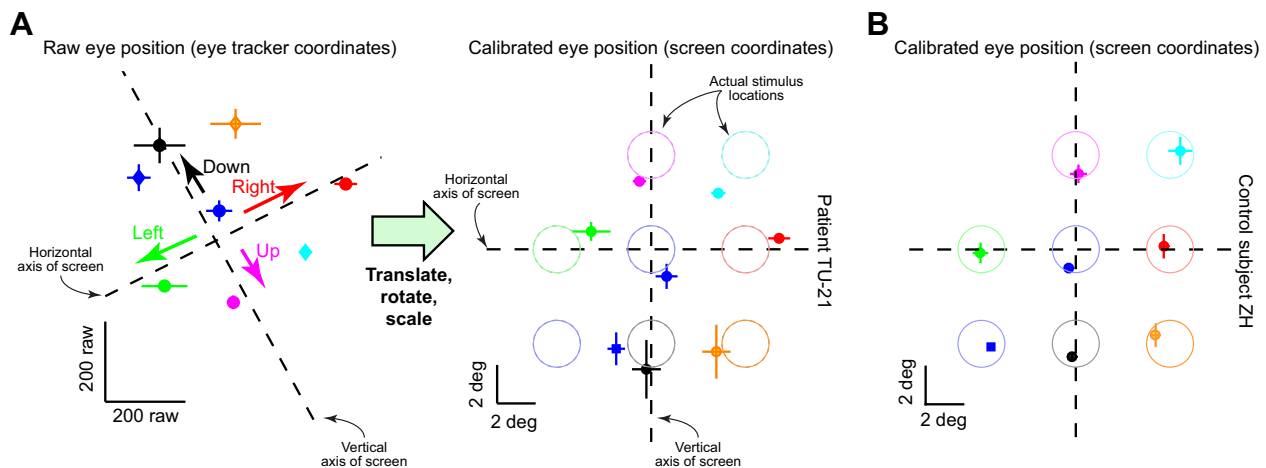 A
Raw eye position (eye tracker coordinates)
Down
Right
Left
Up
Horizontal
axis of screen
200 raw
200 raw
Vertical
axis of screen
Translate,
rotate,
scale
Calibrated eye position (screen coordinates)
Actual stimulus
locations
Horizontal
axis of screen
Patient TU-21
2 deg
2 deg
Vertical
axis of screen
B
Calibrated eye position (screen coordinates)
Control subject ZH
2 deg
2 deg